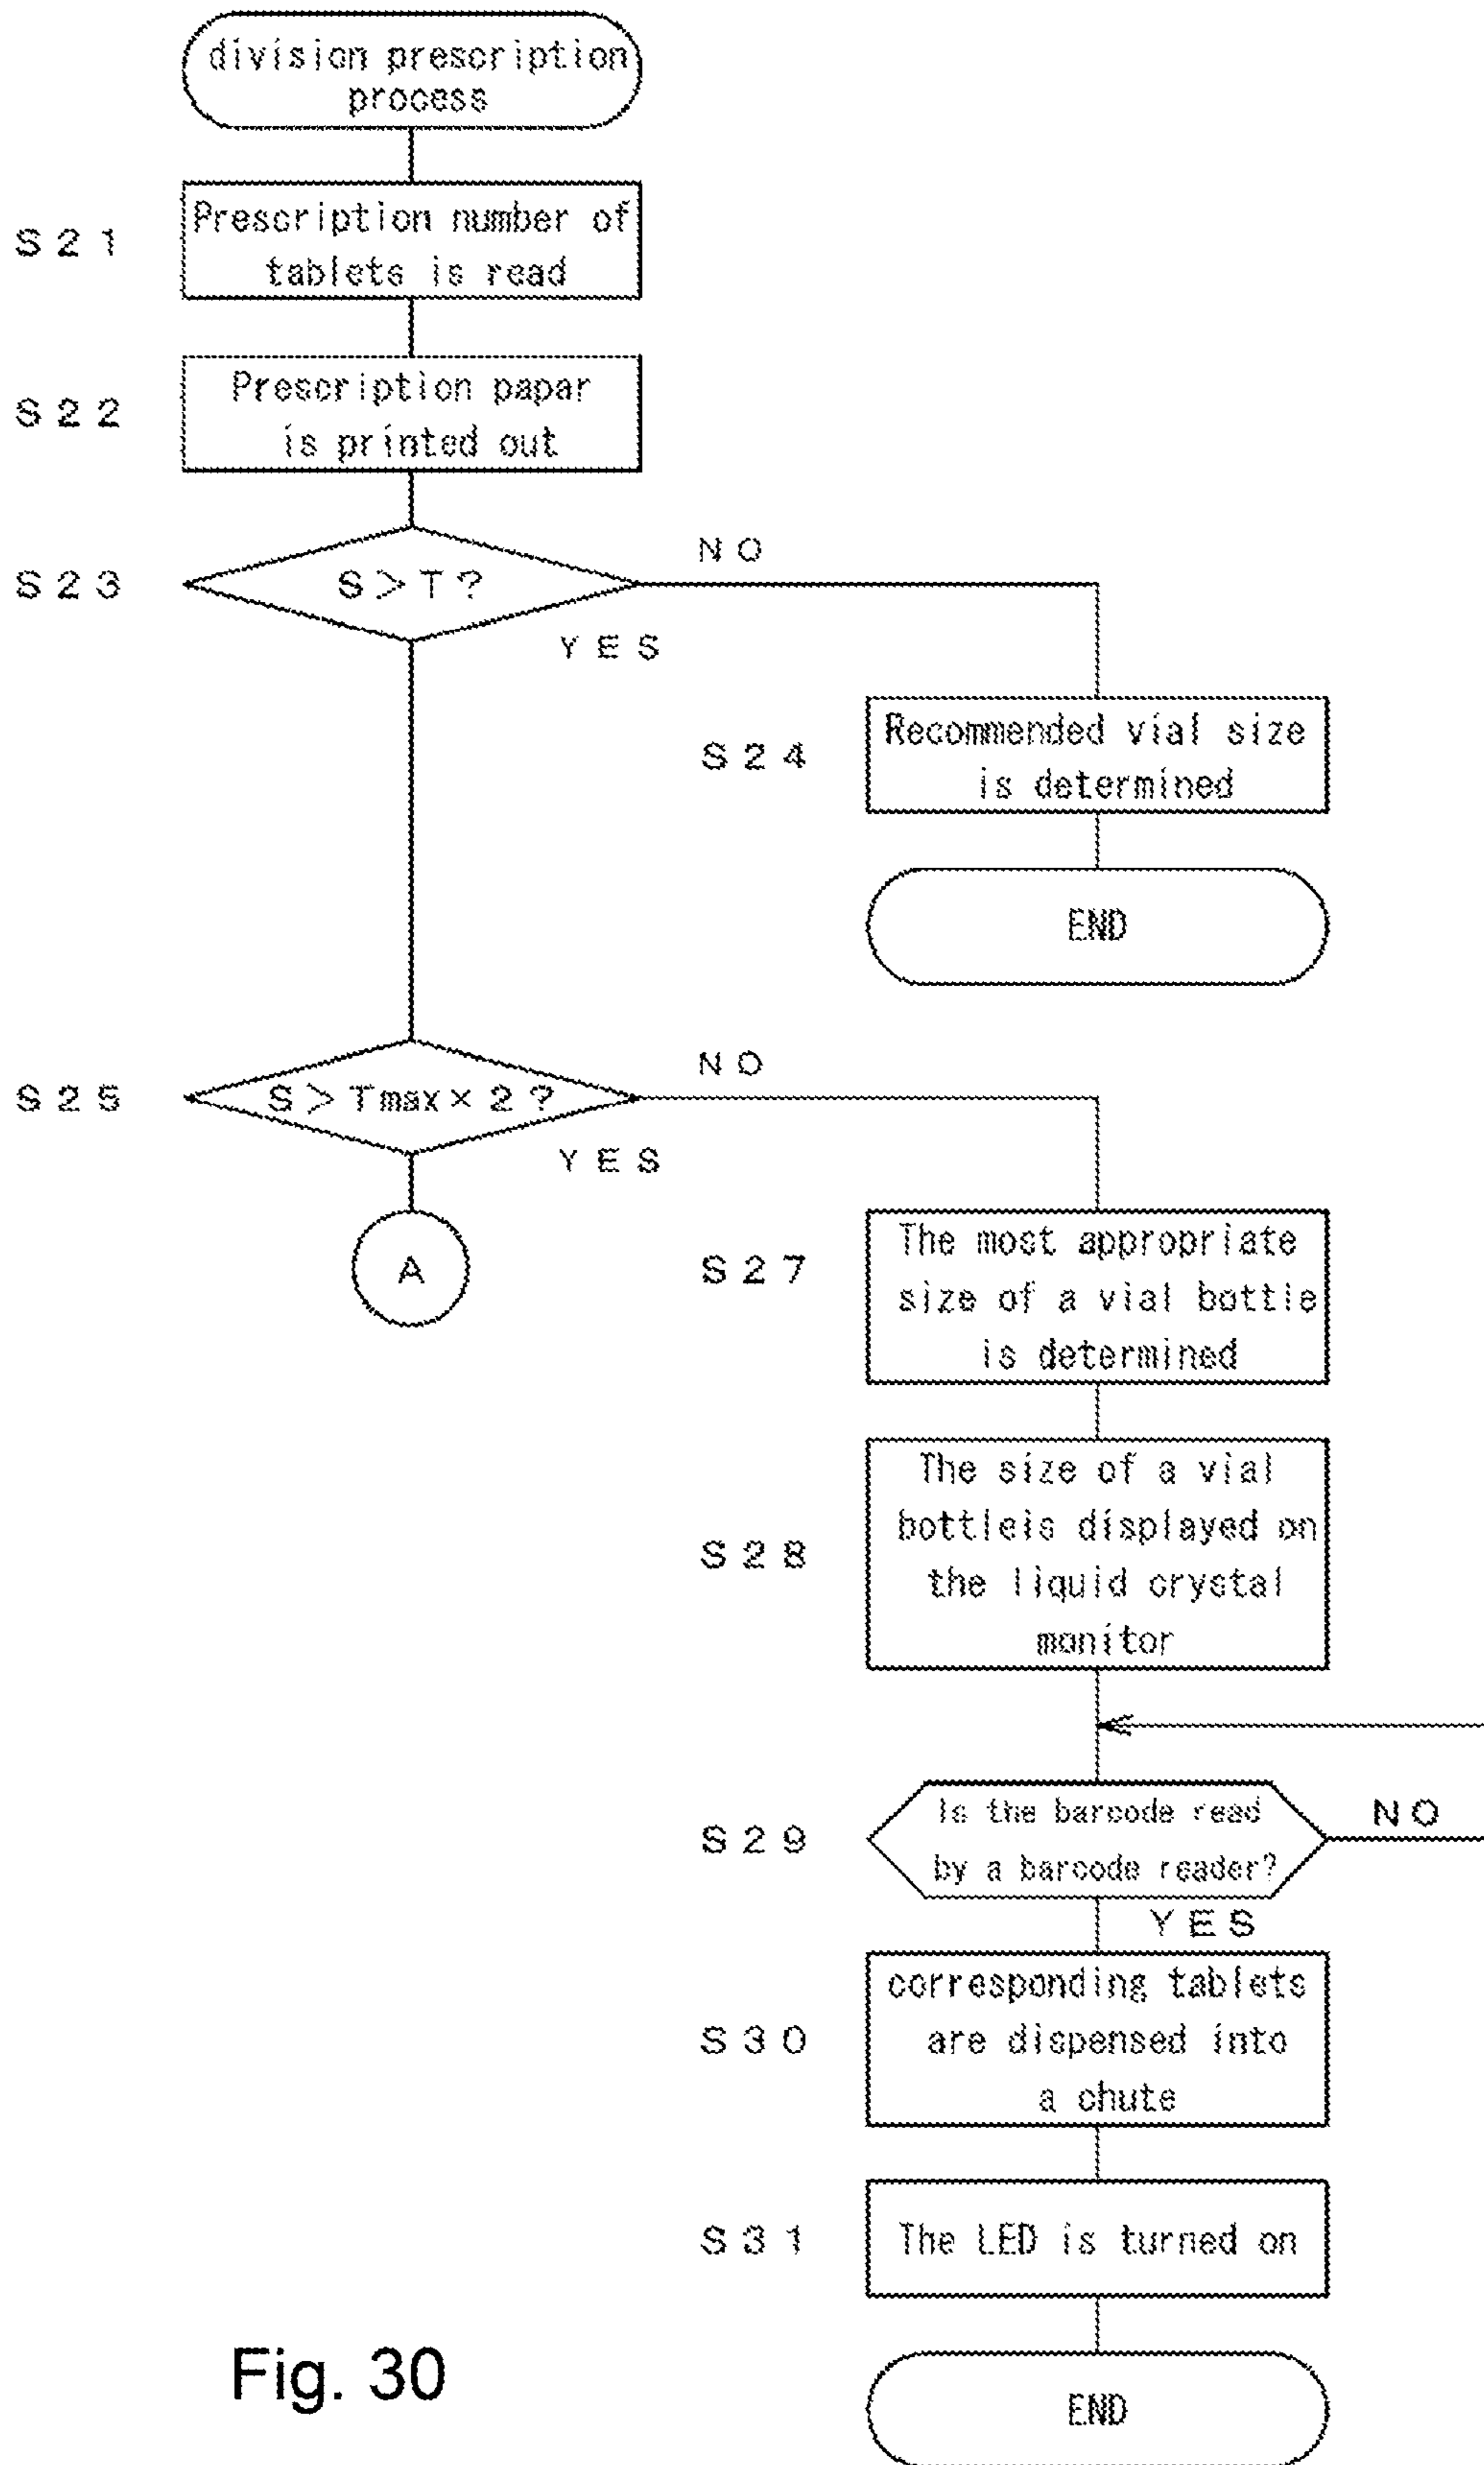 division prescription
process
S21
Prescription number of
tablets is read
S22
Prescription papar
is printed out
S23
S>T?
NO
YES
S24
Recommended vial size
is determined
END
S25
S>Tmax×2?
NO
YES
A
S27
The most appropriate
size of a vial bottle
is determined
S28
The size of a vial
bottleis displayed on
the liquid crystal
monitor
S29
Is the barcode read
by a barcode reader?
NO
YES
S30
corresponding tablets
are dispensed into
a chute
S31
The LED is turned on
END
Fig. 30